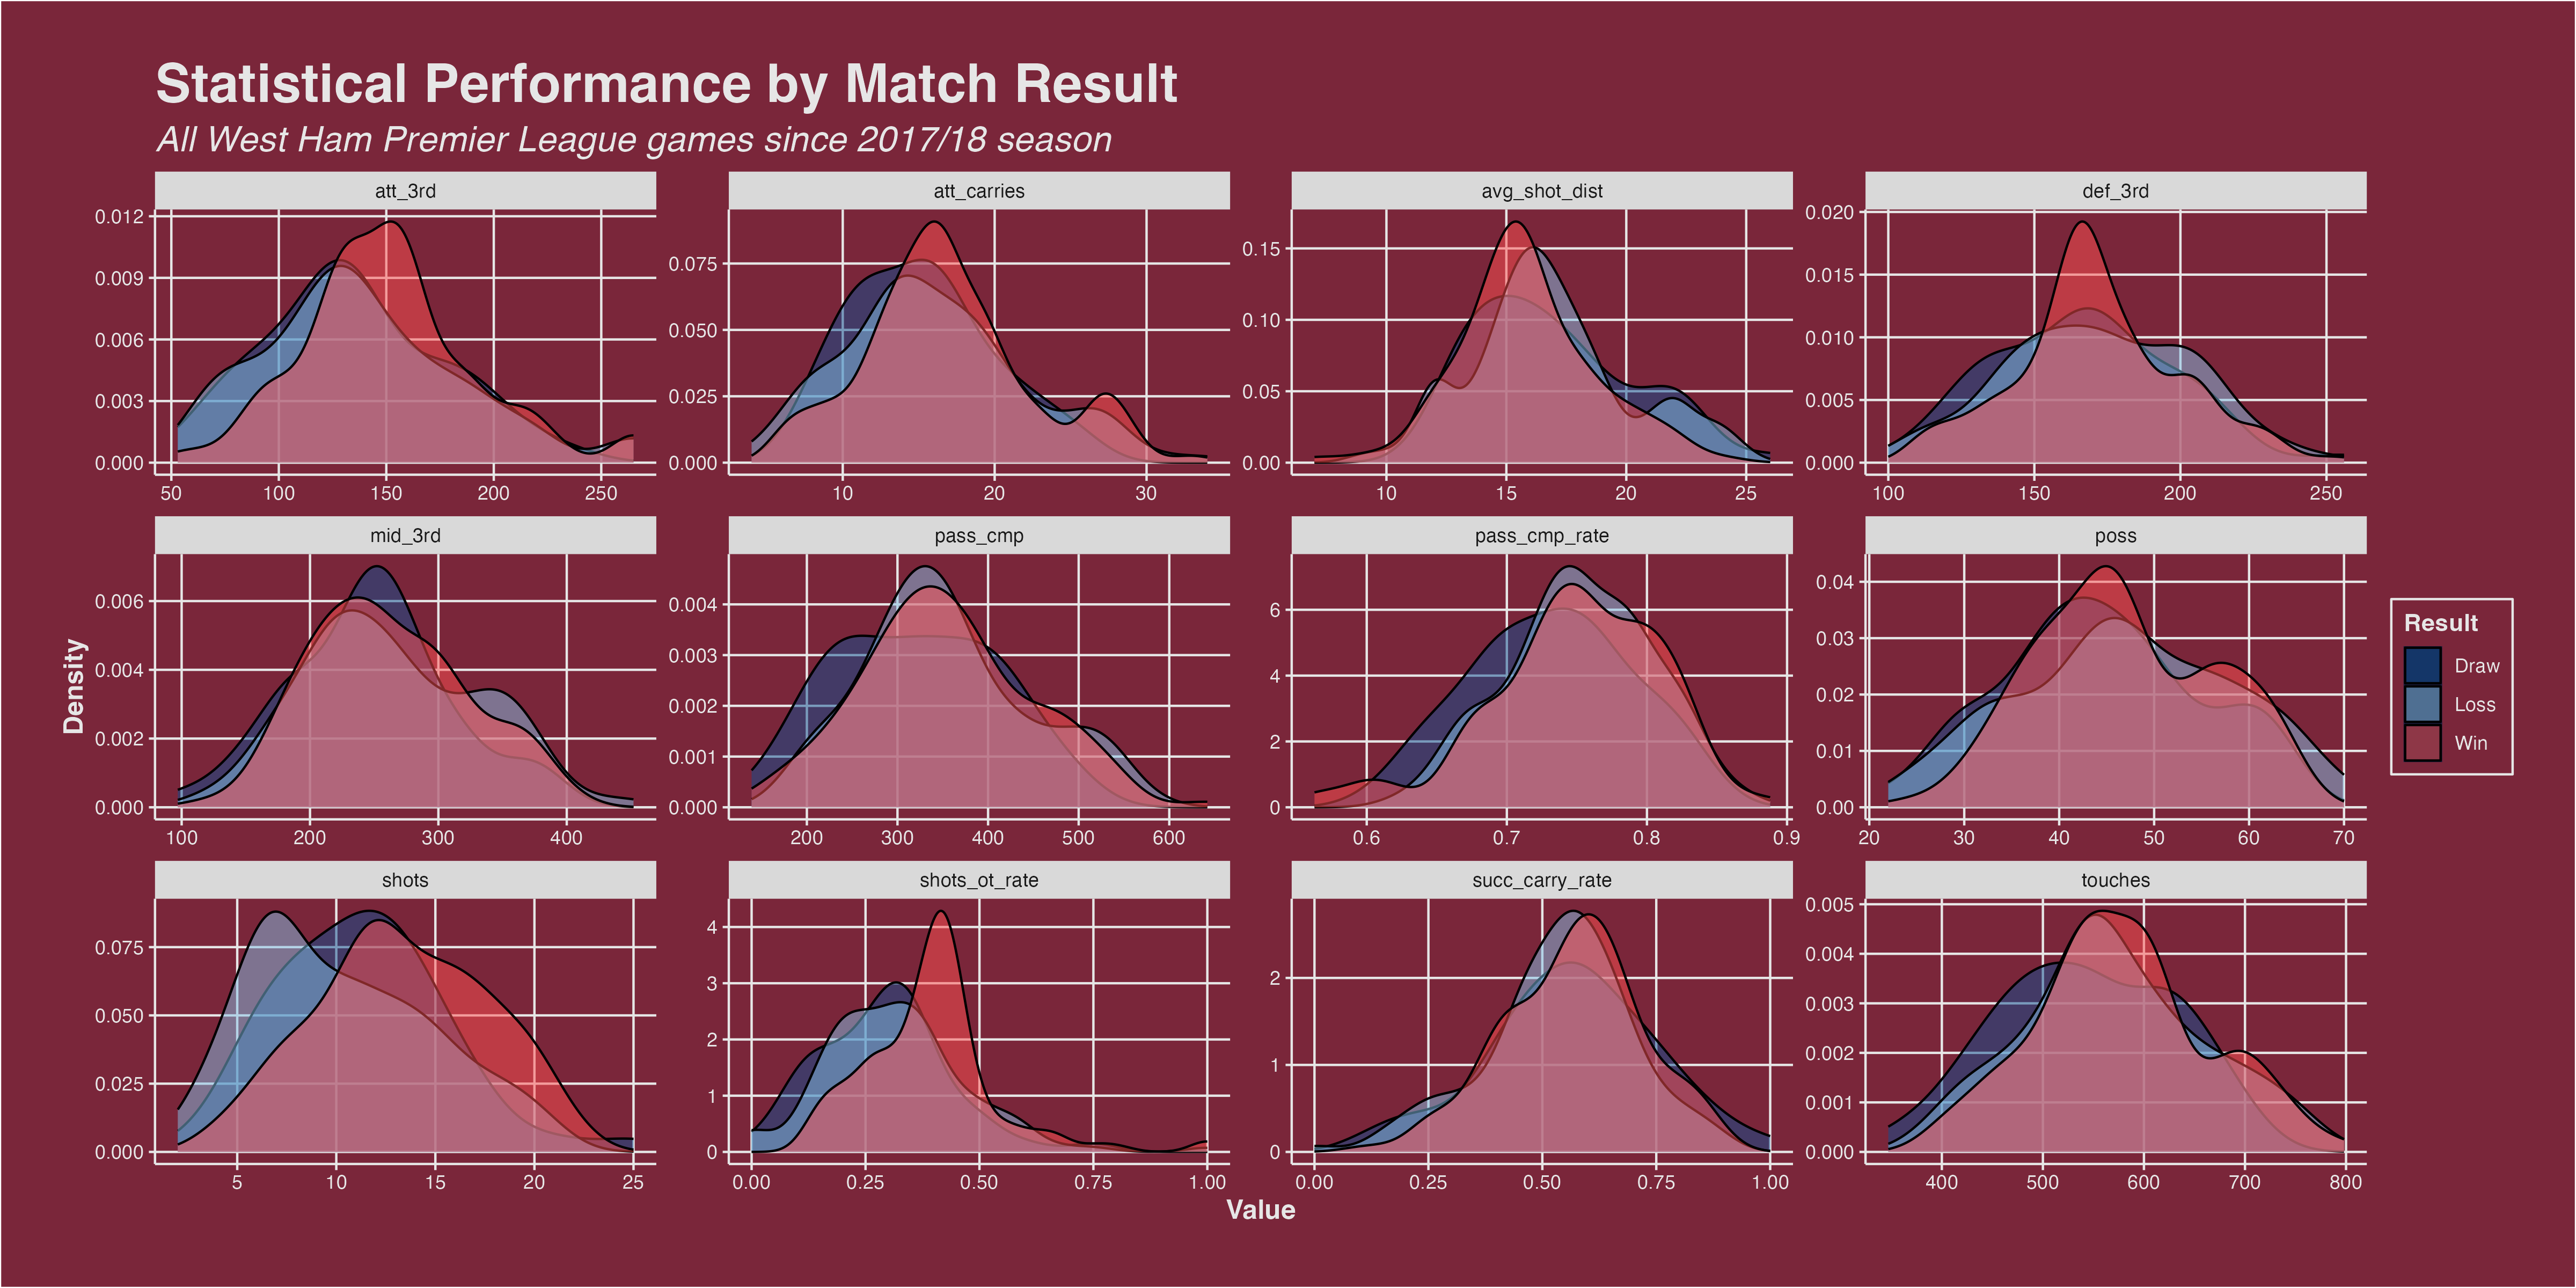 Statistical Performance by Match Result
All West Ham Premier League games since 2017/18 season
att_3rd
0.012
0.009
0.006
0.003
0.000
50 100 150 200 250
att_carries
0.075
0.050
0.025
0.000
10 20 30
avg_shot_dist
0.15
0.10
0.05
0.00
10 15 20 25
def_3rd
0.020
0.015
0.010
0.005
0.000
100 150 200 250
Density
mid_3rd
0.006
0.004
0.002
0.000
100 200 300 400
pass_cmp
0.004
0.003
0.002
0.001
0.000
200 300 400 500 600
pass_cmp_rate
6
4
2
0
0.6 0.7 0.8 0.9
poss
0.04
0.03
0.02
0.01
0.00
20 30 40 50 60 70
shots
0.075
0.050
0.025
0.000
5 10 15 20 25
shots_ot_rate
4
3
2
1
0
0.00 0.25 0.50 0.75 1.00
succ_carry_rate
2
1
0
0.00 0.25 0.50 0.75 1.00
touches
0.005
0.004
0.003
0.002
0.001
0.000
400 500 600 700 800
Value
Result
Draw
Loss
Win